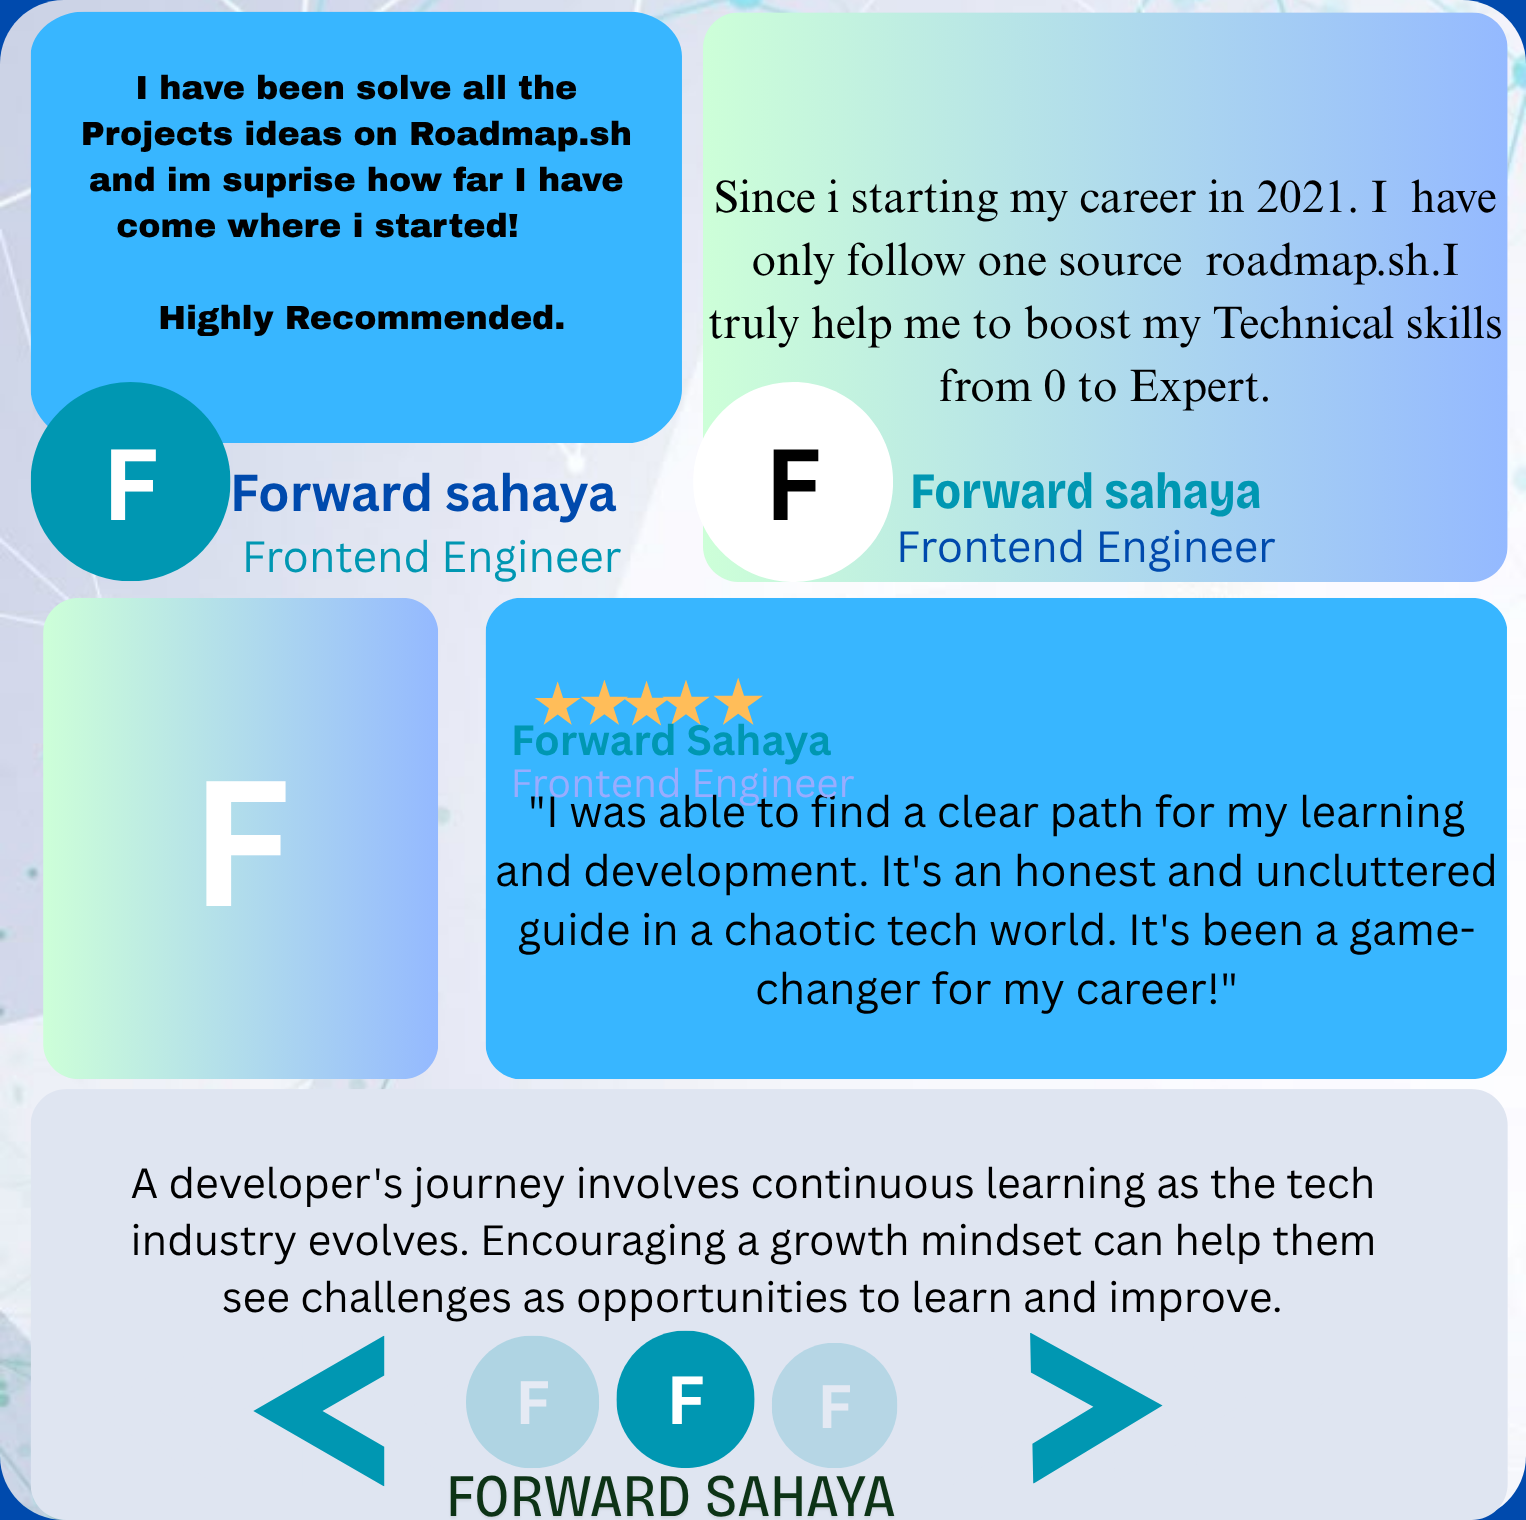 I have been solve all the
Projects ideas on Roadmap.sh
and im suprise how far I have
come where i started!
Highly Recommended.
F
Forward sahaya
Frontend Engineer
Since i starting my career in 2021. I  have
only follow one source  roadmap.sh.I
truly help me to boost my Technical skills
from 0 to Expert.
F
Forward sahaya
Frontend Engineer
F
Forward Sahaya
Frontend Engineer
"I was able to find a clear path for my learning
and development. It's an honest and uncluttered
guide in a chaotic tech world. It's been a game-
changer for my career!"
A developer's journey involves continuous learning as the tech
industry evolves. Encouraging a growth mindset can help them
see challenges as opportunities to learn and improve.
F F F
FORWARD SAHAYA